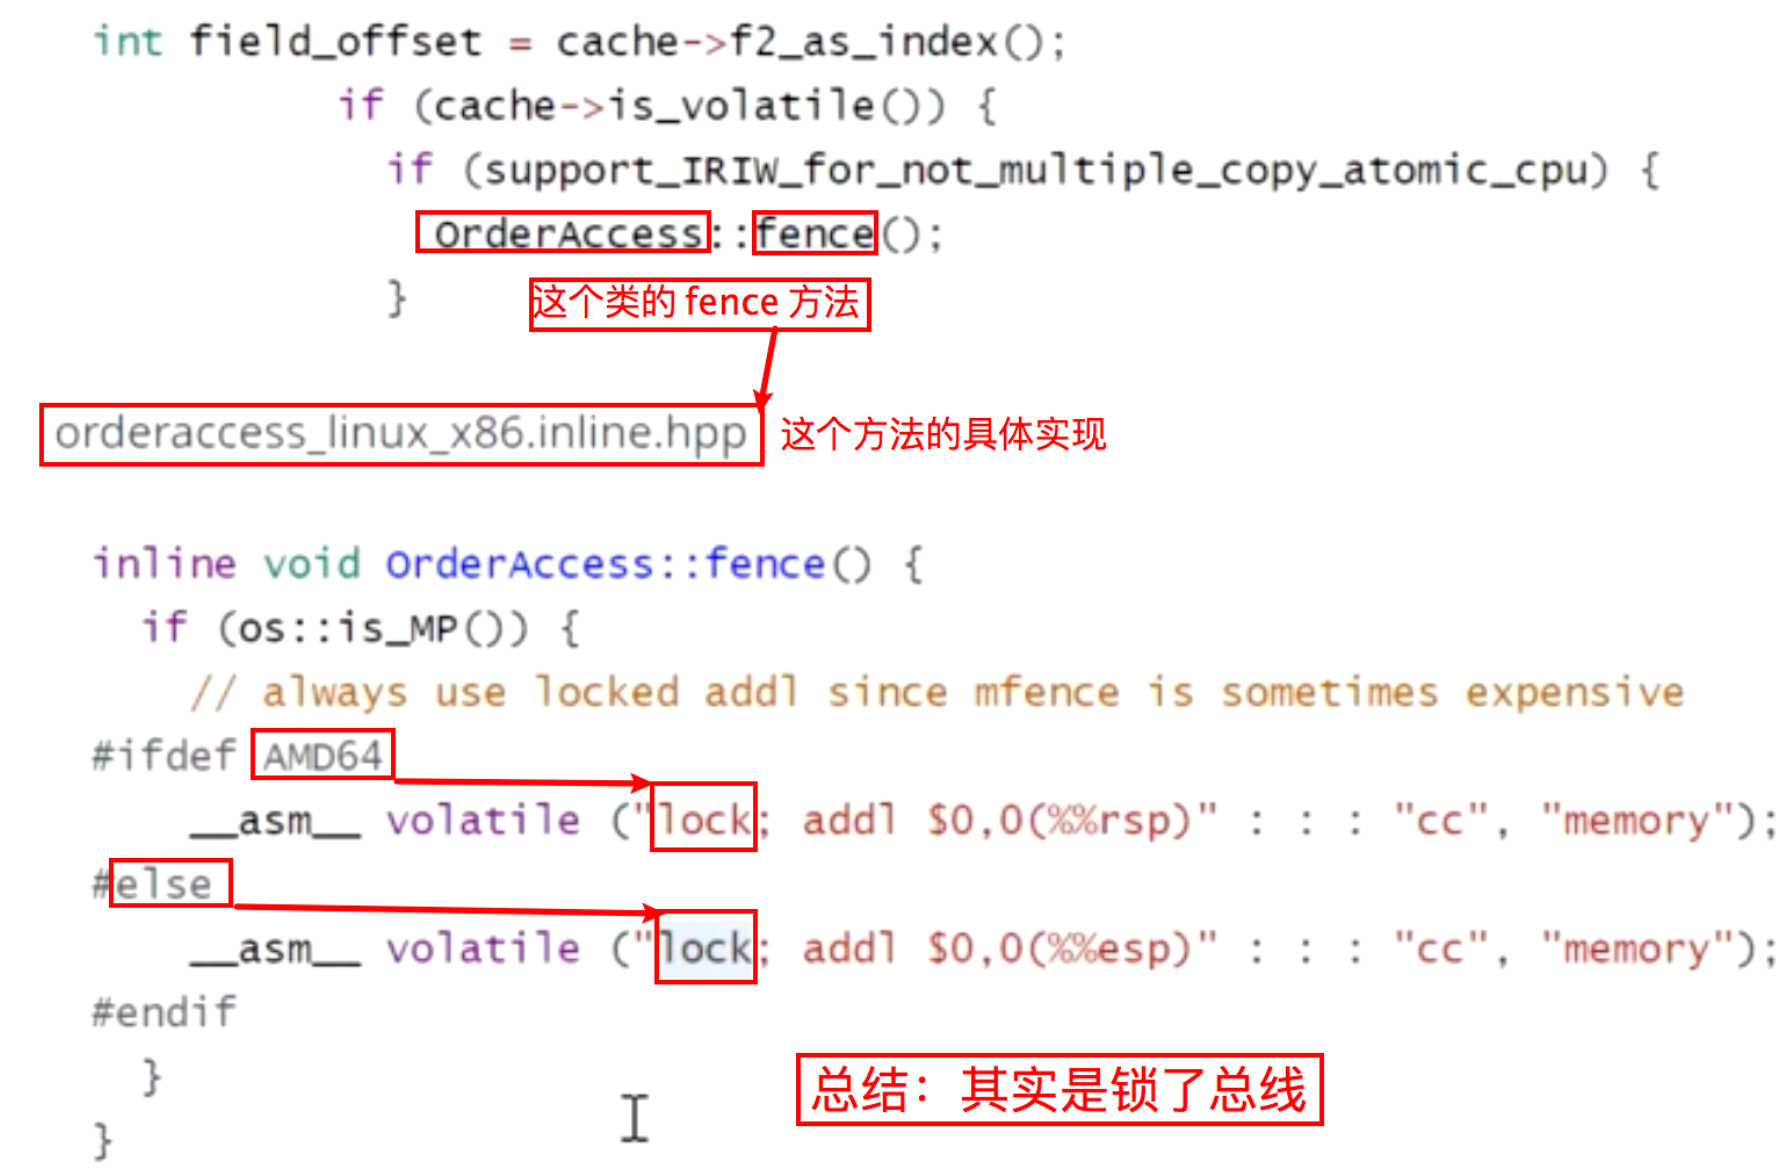 int field_offset = cache->f2_as_index();
if (cache->is_volatile()) {
if (support_IRIW_for_not_multiple_copy_atomic_cpu) {
OrderAccess::fence();
}
这个类的 fence 方法
orderaccess_linux_x86.inline.hpp
这个方法的具体实现
inline void OrderAccess::fence() {
if (os::is_MP()) {
// always use locked addl since mfence is sometimes expensive
#ifdef AMD64
__asm__ volatile ("lock; addl $0,0(%%rsp)" : : : "cc", "memory");
#else
__asm__ volatile ("lock; addl $0,0(%%esp)" : : : "cc", "memory");
#endif
}
总结：其实是锁了总线
}